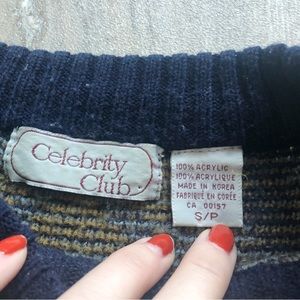 Celebrity
Club
100% ACRYLIC
100% ACRYLIQUE
MADE IN KOREA
FABRIQUÉ EN CORÉE
CA 00157
S/P